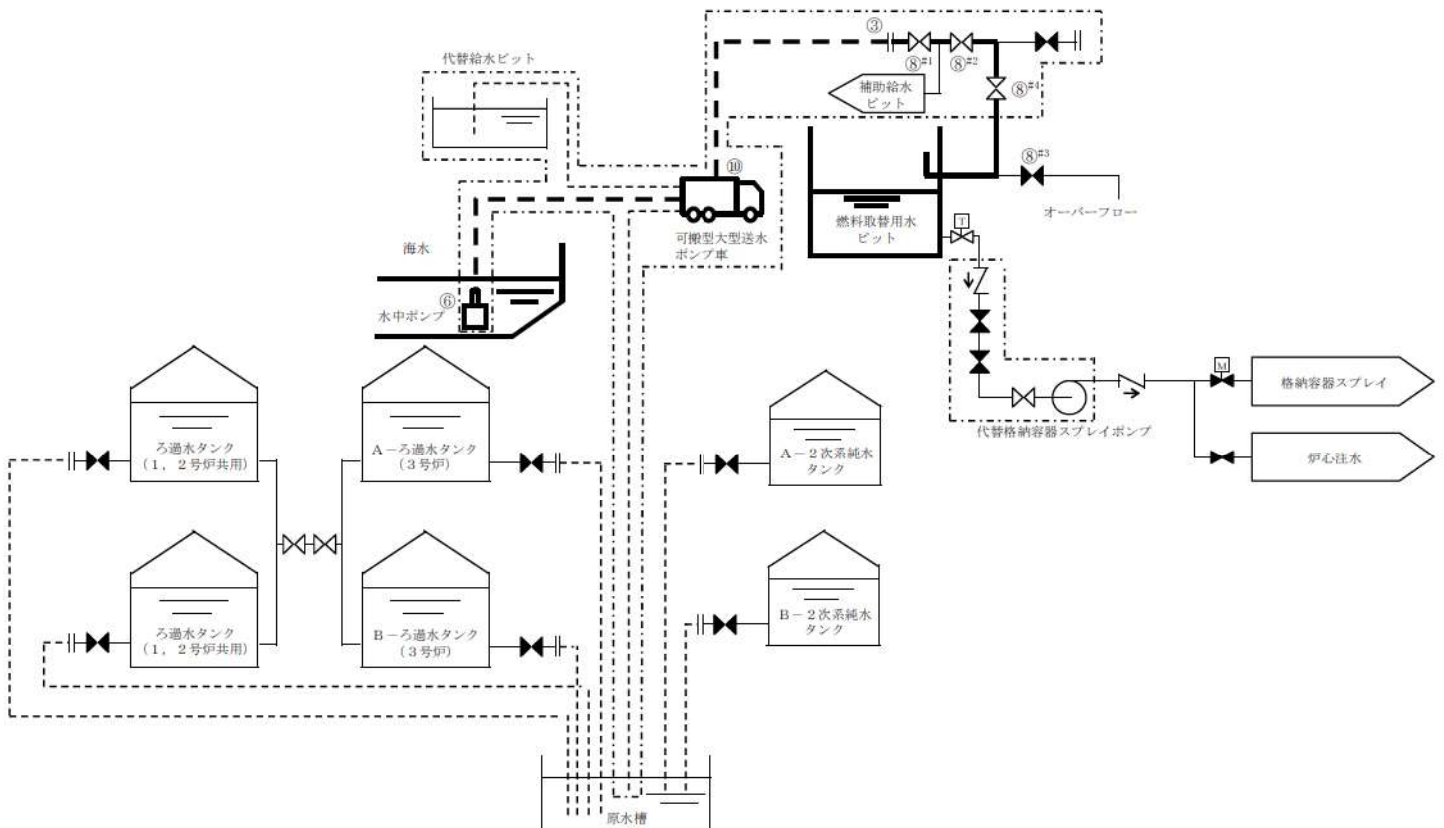 ③
代替給水ピット
⑧#1
⑧#2
補助給水
ピット
⑧#4
⑩
⑧#3
オーバーフロー
燃料取替用水
ピット
T
可搬型大型送水
ポンプ車
海水
⑥
水中ポンプ
M
格納容器スプレイ
代替格納容器スプレイポンプ
炉心注水
ろ過水タンク
(1,2号炉共用)
A-ろ過水タンク
(3号炉)
A-2次系純水
タンク
ろ過水タンク
(1,2号炉共用)
B-ろ過水タンク
(3号炉)
B-2次系純水
タンク
原水槽